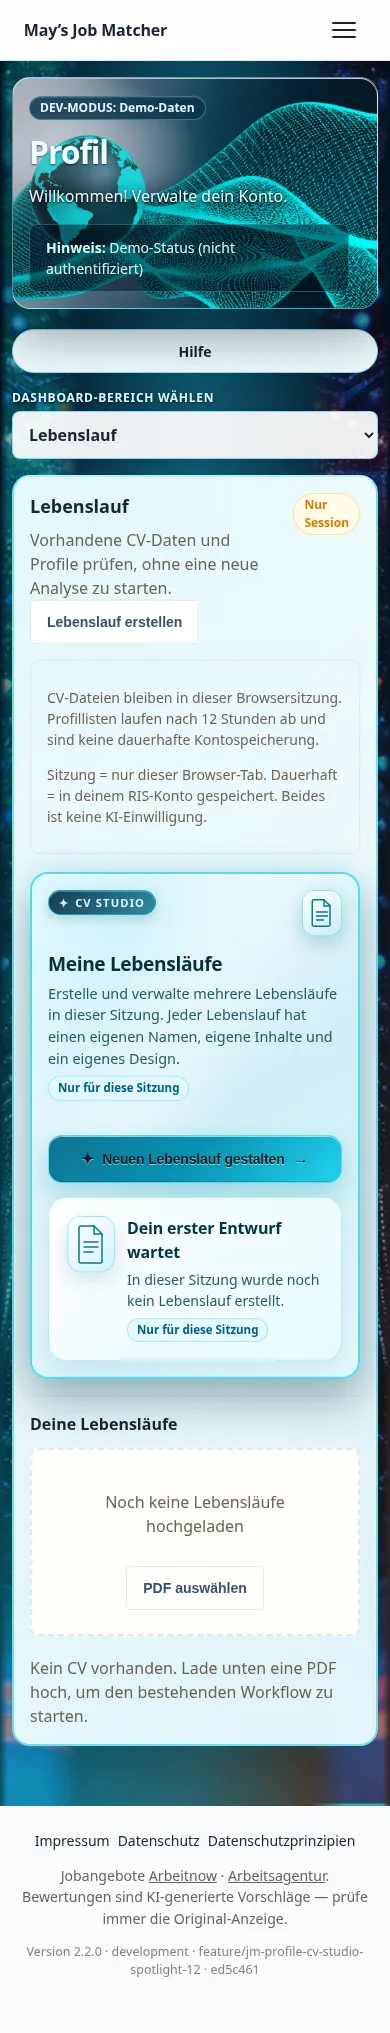 May’s Job Matcher
DEV-MODUS: Demo-Daten
Profil
Willkommen! Verwalte dein Konto.
Hinweis: Demo-Status (nicht
authentifiziert)
Hilfe
DASHBOARD-BEREICH WÄHLEN
Lebenslauf
Lebenslauf
Nur
Session
Vorhandene CV-Daten und
Profile prüfen, ohne eine neue
Analyse zu starten.
Lebenslauf erstellen
CV-Dateien bleiben in dieser Browsersitzung.
Profillisten laufen nach 12 Stunden ab und
sind keine dauerhafte Kontospeicherung.
Sitzung = nur dieser Browser-Tab. Dauerhaft
= in deinem RIS-Konto gespeichert. Beides
ist keine KI-Einwilligung.
✦ CV STUDIO
Meine Lebensläufe
Erstelle und verwalte mehrere Lebensläufe
in dieser Sitzung. Jeder Lebenslauf hat
einen eigenen Namen, eigene Inhalte und
ein eigenes Design.
Nur für diese Sitzung
✦ Neuen Lebenslauf gestalten →
Dein erster Entwurf
wartet
In dieser Sitzung wurde noch
kein Lebenslauf erstellt.
Nur für diese Sitzung
Deine Lebensläufe
Noch keine Lebensläufe
hochgeladen
PDF auswählen
Kein CV vorhanden. Lade unten eine PDF
hoch, um den bestehenden Workflow zu
starten.
Impressum Datenschutz Datenschutzprinzipien
Jobangebote Arbeitnow · Arbeitsagentur.
Bewertungen sind KI-generierte Vorschläge — prüfe
immer die Original-Anzeige.
Version 2.2.0 · development · feature/jm-profile-cv-studio-
spotlight-12 · ed5c461